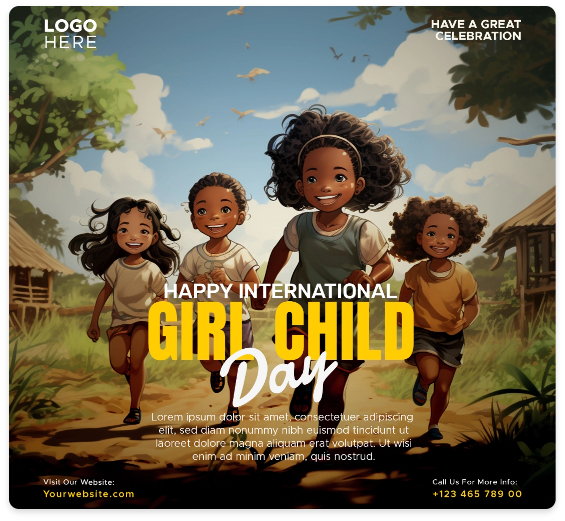 LOGO
HERE
HAVE A GREAT
CELEBRATION
HAPPY INTERNATIONAL
GIRL CHILD
Day
Lorem ipsum dolor sit amet, consectetuer adipiscing
elit, sed diam nonummy nibh euismod tincidunt ut
laoreet dolore magna aliquam erat volutpat. Ut wisi
enim ad minim veniam, quis nostrud.
Visit Our Website:
Yourwebsite.com
Call Us For More Info:
+123 465 789 00